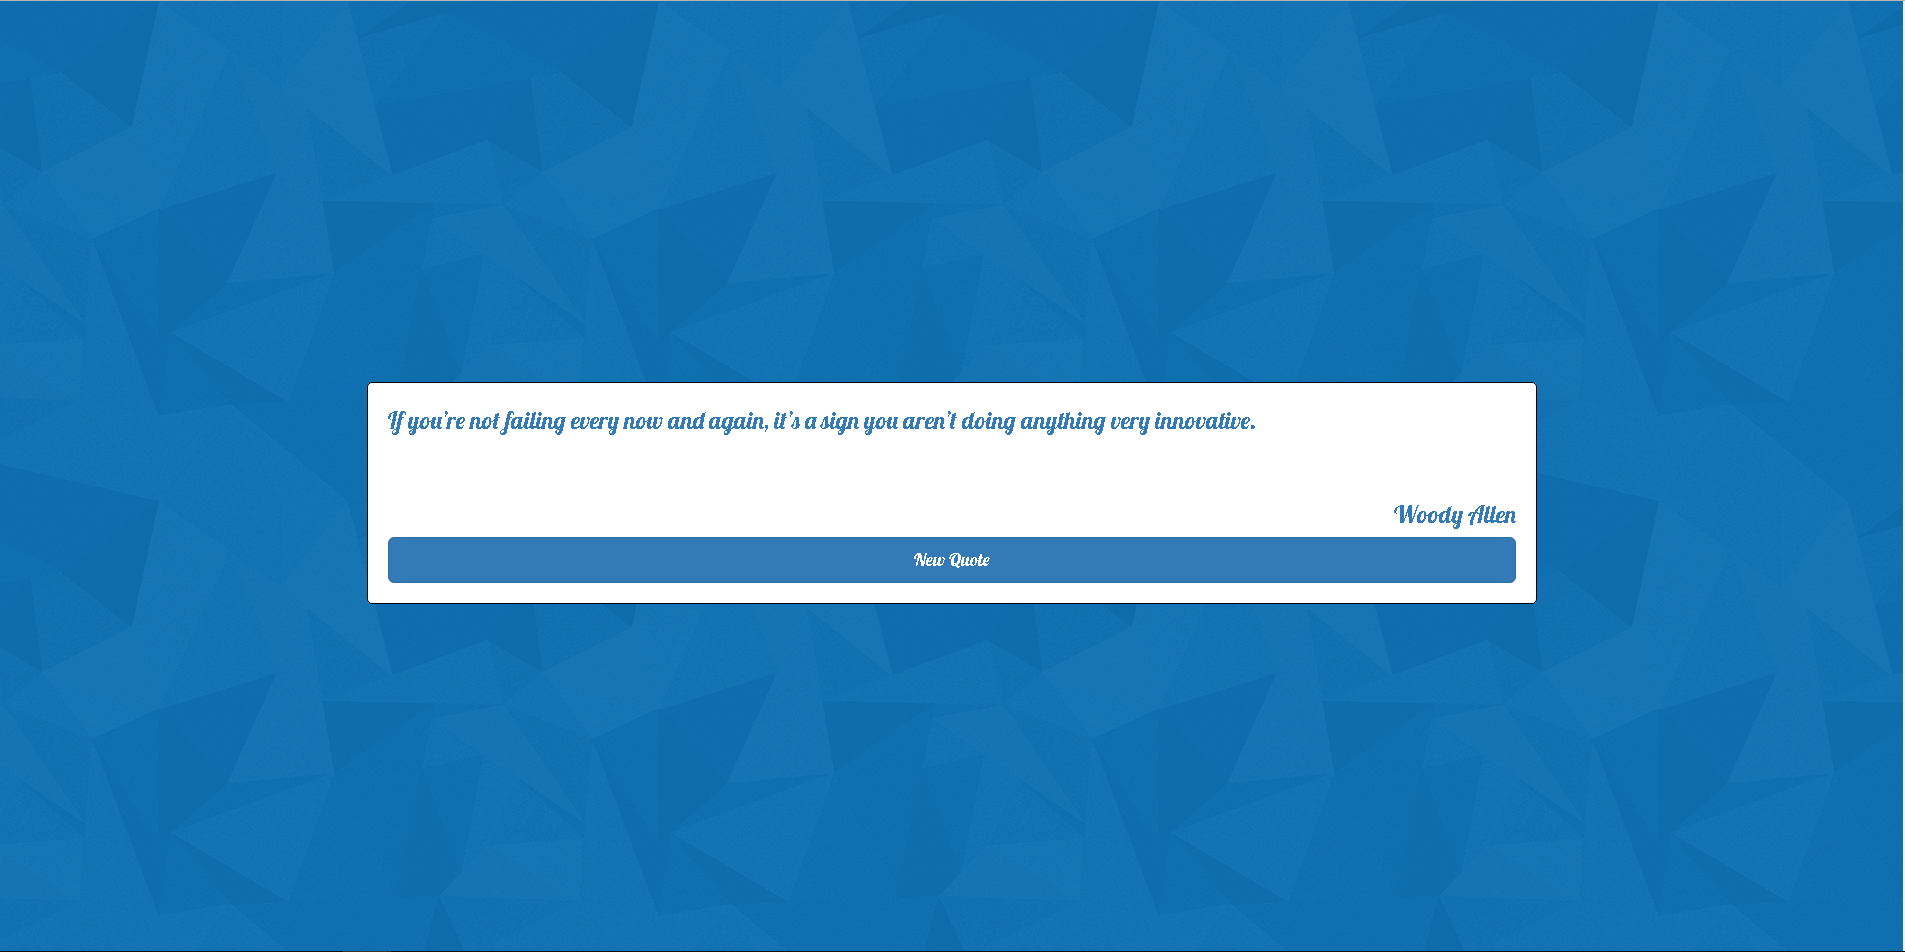 If you're not failing every now and again, it's a sign you aren't doing anything very innovative.
Woody Allen
New Quote